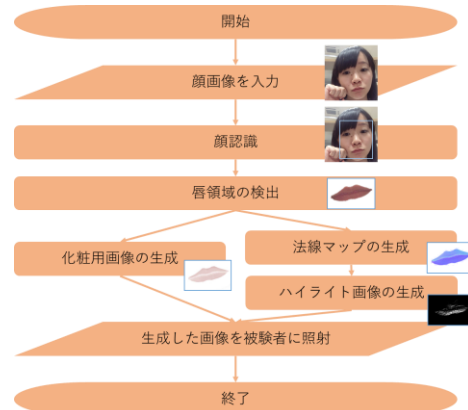 開始
顔画像を入力
顔認識
唇領域の検出
化粧用画像の生成
法線マップの生成
ハイライト画像の生成
生成した画像を被験者に照射
終了